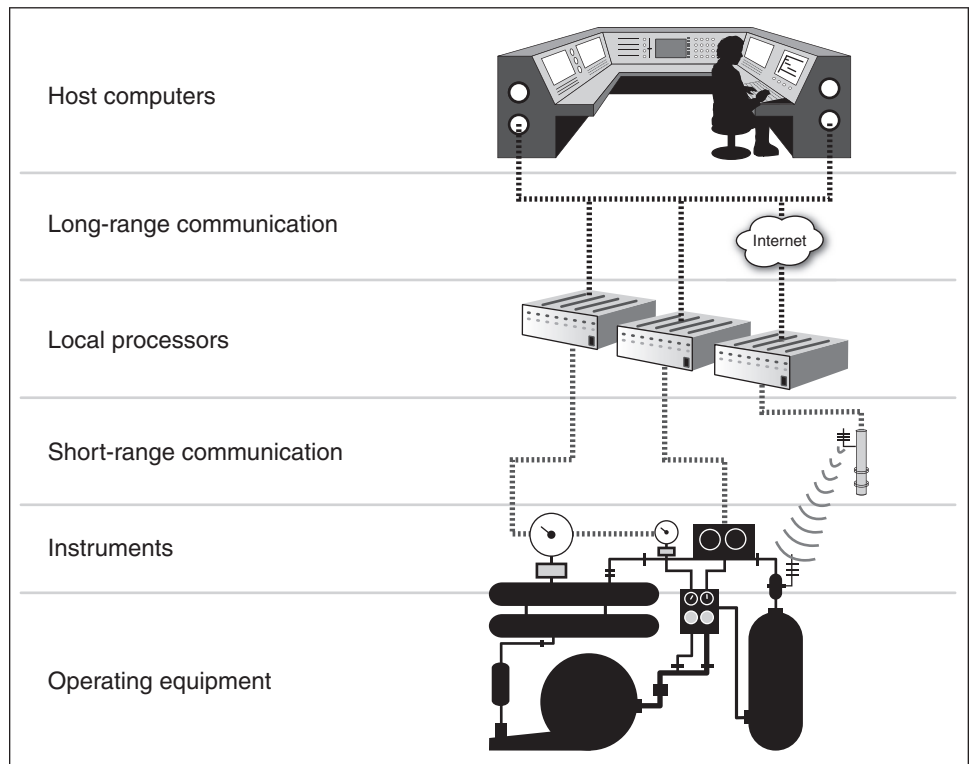 Host computers
Long-range communication
Internet
Local processors
Short-range communication
Instruments
Operating equipment